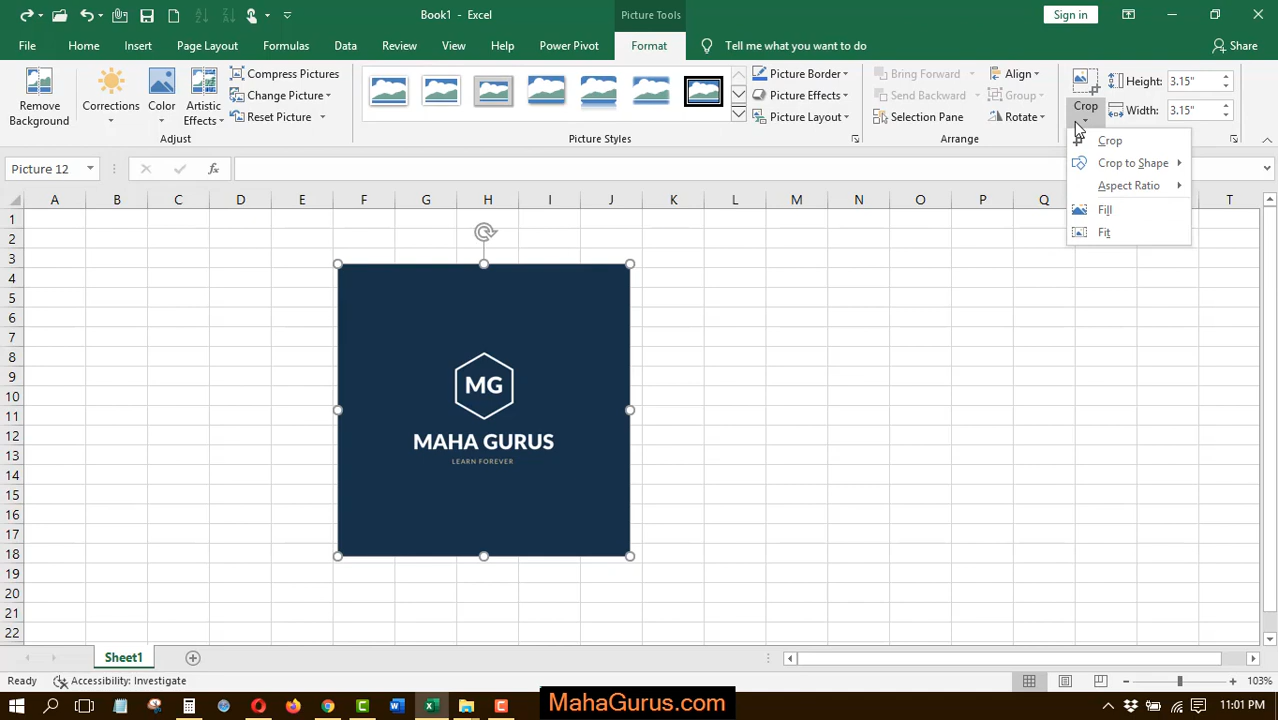 Book1 - Excel
Picture Tools
Sign in
File
Home
Insert
Page Layout
Formulas
Data
Review
View
Help
Power Pivot
Format
Tell me what you want to do
Share
Remove Background
Corrections
Color
Artistic Effects
Compress Pictures
Change Picture
Reset Picture
Adjust
Picture Border
Picture Effects
Picture Layout
Picture Styles
Bring Forward
Send Backward
Selection Pane
Align
Group
Rotate
Arrange
Crop
Height: 3.15"
Width: 3.15"
Crop
Crop to Shape
Aspect Ratio
Fill
Fit
Picture 12
fx
A B C D E F G H I J K L M N O P Q T
1
2
3
4
5
6
7
8
9
10
11
12
13
14
15
16
17
18
19
20
21
22
MG
MAHA GURUS
LEARN FOREVER
Sheet1
Ready
Accessibility: Investigate
103%
MahaGurus.com
11:01 PM